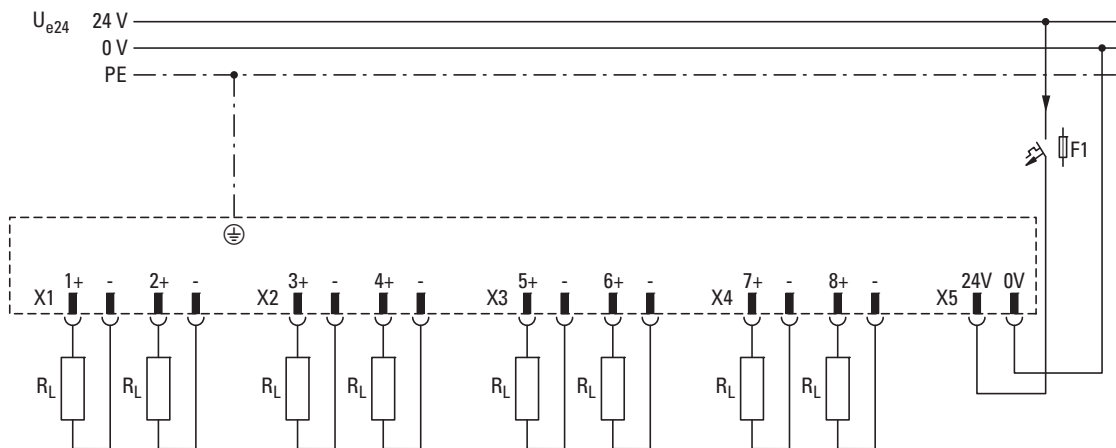 Ue24 24 V
0 V
PE
F1
X1 1+ - 2+ - X2 3+ - 4+ - X3 5+ - 6+ - X4 7+ - 8+ - X5 24V 0V
RL RL RL RL RL RL RL RL